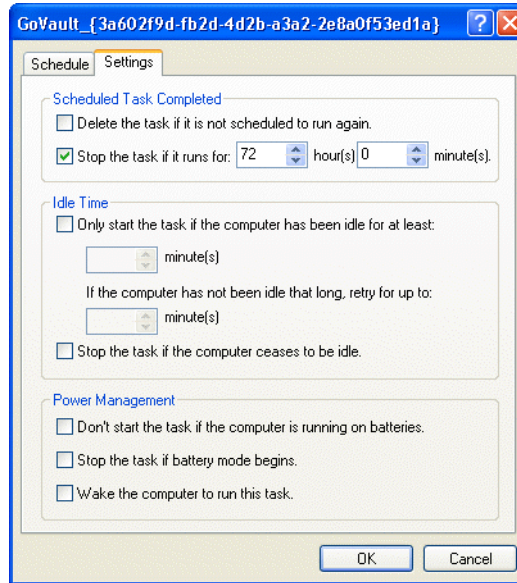 GoVault_{3a602f9d-fb2d-4d2b-a3a2-2e8a0f53ed1a}
Schedule Settings
Scheduled Task Completed
Delete the task if it is not scheduled to run again.
Stop the task if it runs for: 72 hour(s) 0 minute(s).
Idle Time
Only start the task if the computer has been idle for at least:
minute(s)
If the computer has not been idle that long, retry for up to:
minute(s)
Stop the task if the computer ceases to be idle.
Power Management
Don't start the task if the computer is running on batteries.
Stop the task if battery mode begins.
Wake the computer to run this task.
OK Cancel